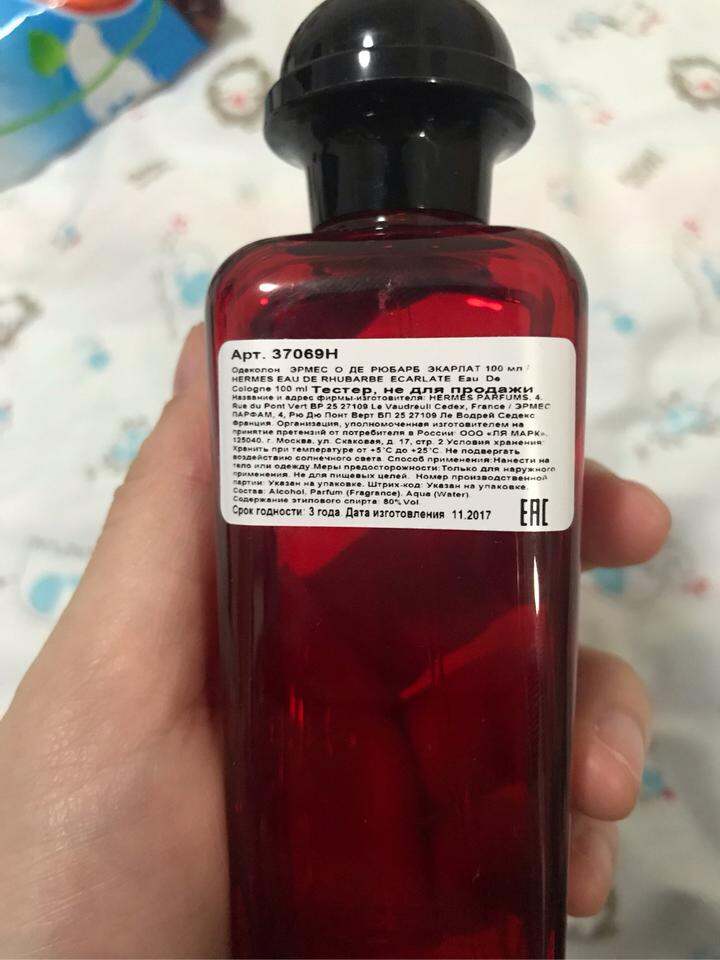 Арт. 37069Н
Одеколон ЭРМЕС О ДЕ РЮБАРБ ЭКАРЛАТ 100 мл /
HERMES EAU DE RHUBARBE ECARLATE Eau De
Cologne 100 ml Тестер, не для продажи
Название и адрес фирмы-изготовителя: HERMES PARFUMS, 4,
Rue du Pont Vert BP 25 27109 Le Vaudreuil Cedex, France / ЭРМЕС
ПАРФАМ, 4, Рю Дю Понт Верт БП 25 27109 Ле Водрей Седекс
Франция. Организация, уполномоченная изготовителем на
принятие претензий от потребителя в России: ООО «ЛЯ МАРК»,
125040, г. Москва, ул. Скаковая, д. 17, стр. 2 Условия хранения:
Хранить при температуре от +5°С до +25°С. Не подвергать
воздействию солнечного света. Способ применения: Нанести на
тело или одежду. Меры предосторожности: Только для наружного
применения. Не для пищевых целей. Номер производственной
партии: Указан на упаковке. Штрих-код: Указан на упаковке.
Состав: Alcohol, Parfum (Fragrance), Aqua (Water)
Содержание этилового спирта: 80% Vol.
Срок годности: 3 года. Дата изготовления 11.2017
EAC